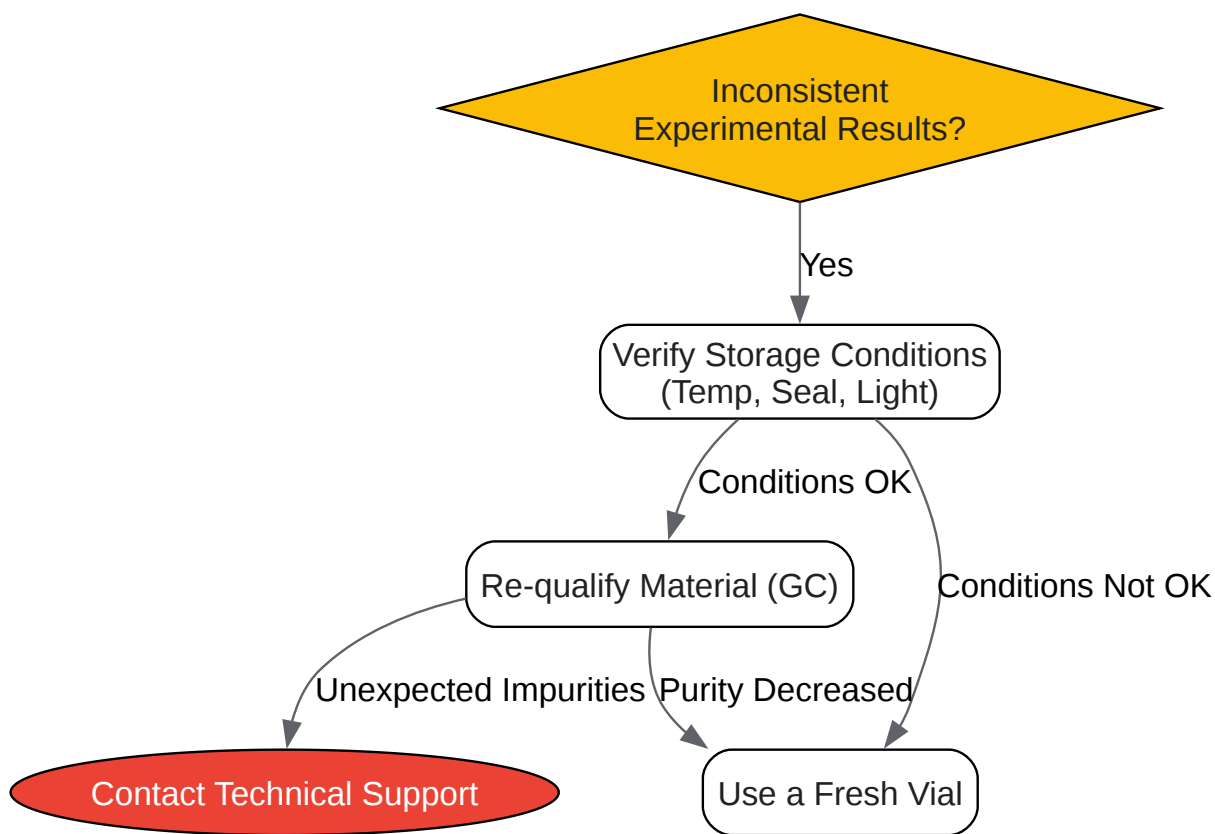 Inconsistent
Experimental Results?
Yes
Verify Storage Conditions
(Temp, Seal, Light)
Conditions OK
Re-qualify Material (GC)
Conditions Not OK
Unexpected Impurities
Purity Decreased
Contact Technical Support
Use a Fresh Vial